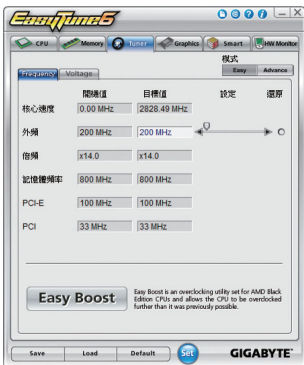 EasyTune6
CPU Memory Tuner Graphics Smart HW Monitor
模式
Easy Advance
Frequency Voltage
開機值 目標值 設定 還原
核心速度 0.00 MHz 2828.49 MHz
外頻 200 MHz 200 MHz
倍頻 x14.0 x14.0
記憶體頻率 800 MHz 800 MHz
PCI-E 100 MHz 100 MHz
PCI 33 MHz 33 MHz
Easy Boost
Easy Boost is an overclocking utility set for AMD Black
Edition CPUs and allows the CPU to be overclocked
further than it was previously possible.
Save Load Default Set GIGABYTE